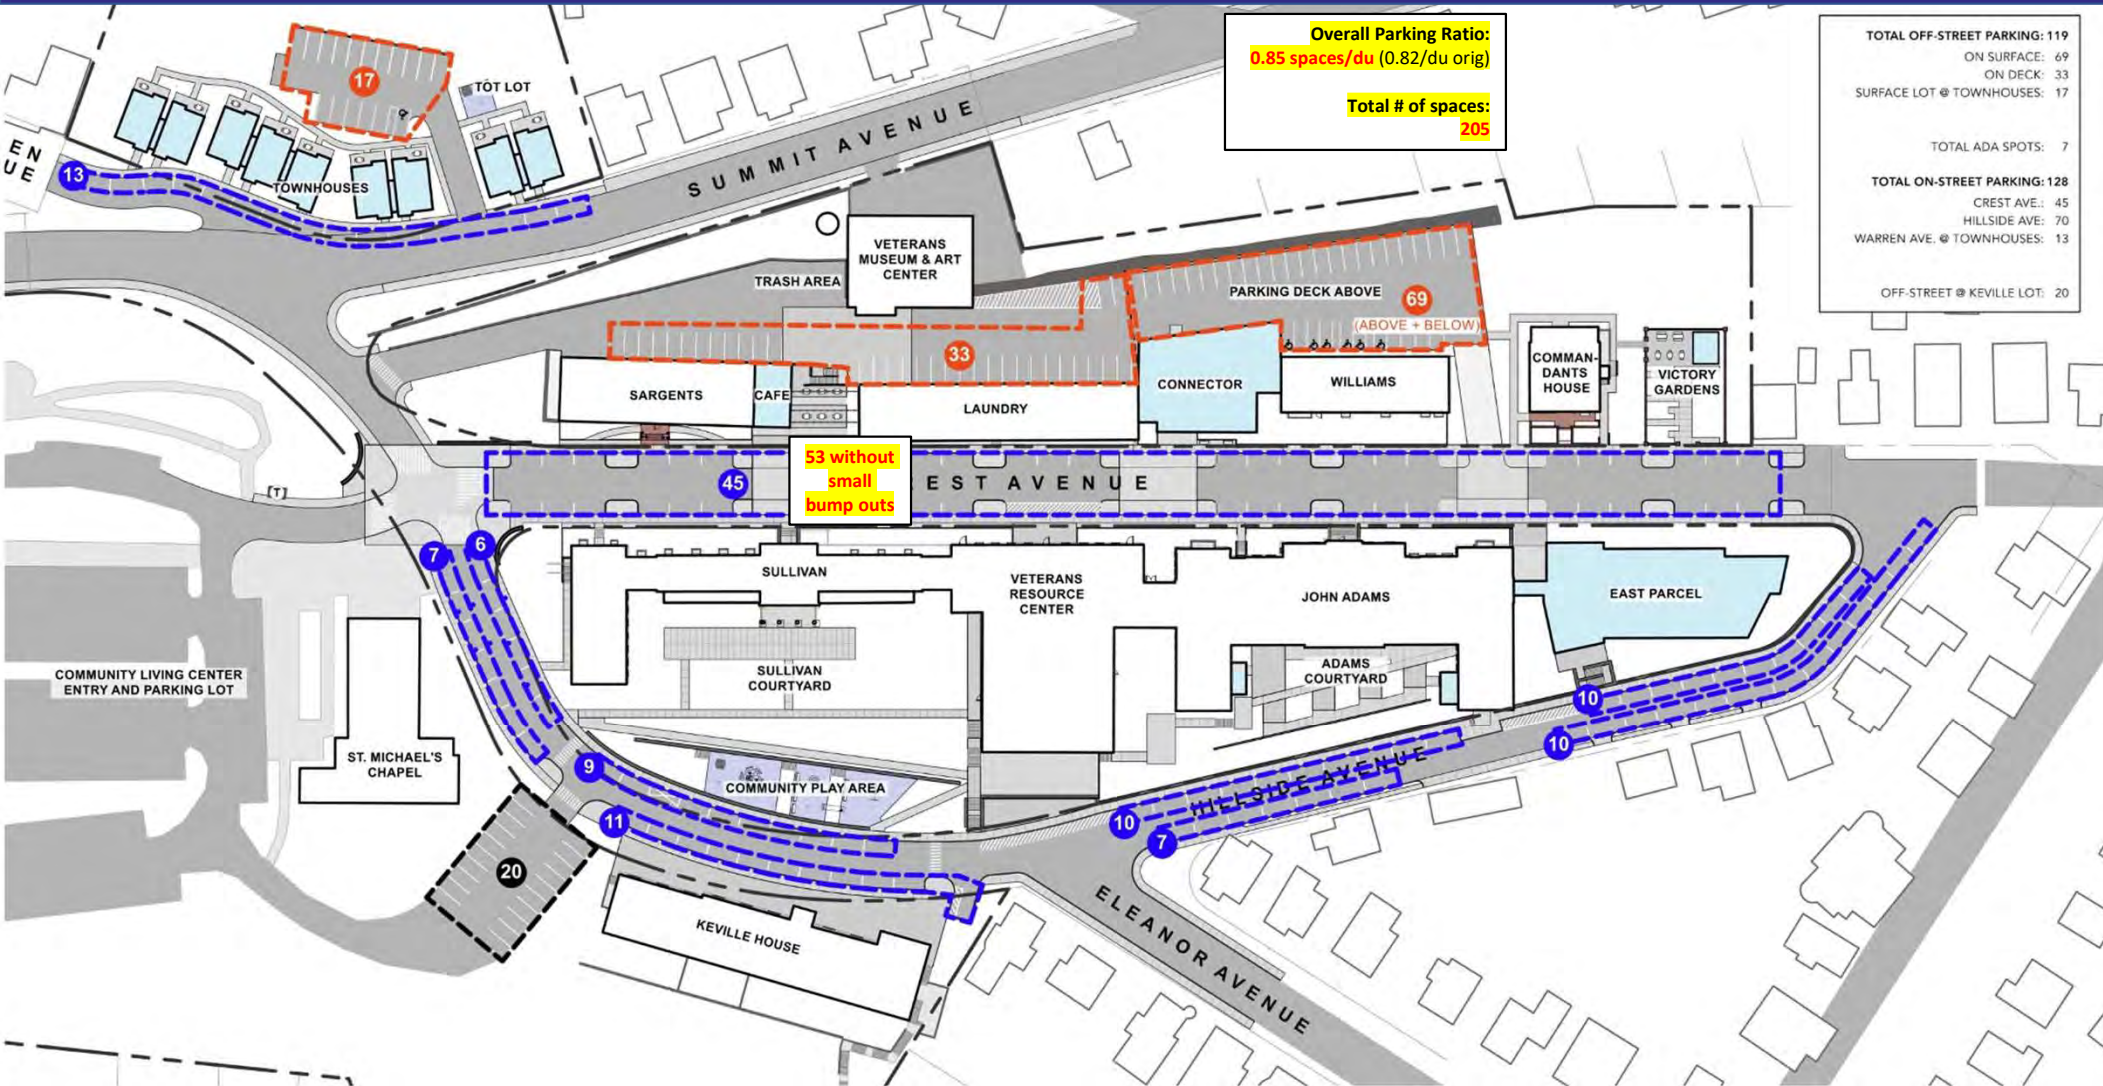 Overall Parking Ratio:
0.85 spaces/du (0.82/du orig)
Total # of spaces:
205
TOTAL OFF-STREET PARKING: 119
ON SURFACE: 69
ON DECK: 33
SURFACE LOT @ TOWNHOUSES: 17
TOTAL ADA SPOTS: 7
TOTAL ON-STREET PARKING: 128
CREST AVE.: 45
HILLSIDE AVE: 70
WARREN AVE. @ TOWNHOUSES: 13
OFF-STREET @ KEVILLE LOT: 20
17
TOT LOT
EN
UE
13
TOWNHOUSES
SUMMIT AVENUE
VETERANS
MUSEUM & ART
CENTER
TRASH AREA
PARKING DECK ABOVE
69
(ABOVE + BELOW)
33
SARGENTS
CAFE
LAUNDRY
CONNECTOR
WILLIAMS
COMMAN-
DANTS
HOUSE
VICTORY
GARDENS
45
53 without
small
bump outs
EST AVENUE
[T]
7
6
SULLIVAN
VETERANS
RESOURCE
CENTER
JOHN ADAMS
EAST PARCEL
COMMUNITY LIVING CENTER
ENTRY AND PARKING LOT
SULLIVAN
COURTYARD
ADAMS
COURTYARD
10
10
ST. MICHAEL'S
CHAPEL
9
COMMUNITY PLAY AREA
HILLSIDE AVENUE
11
10
7
20
KEVILLE HOUSE
ELEANOR AVENUE